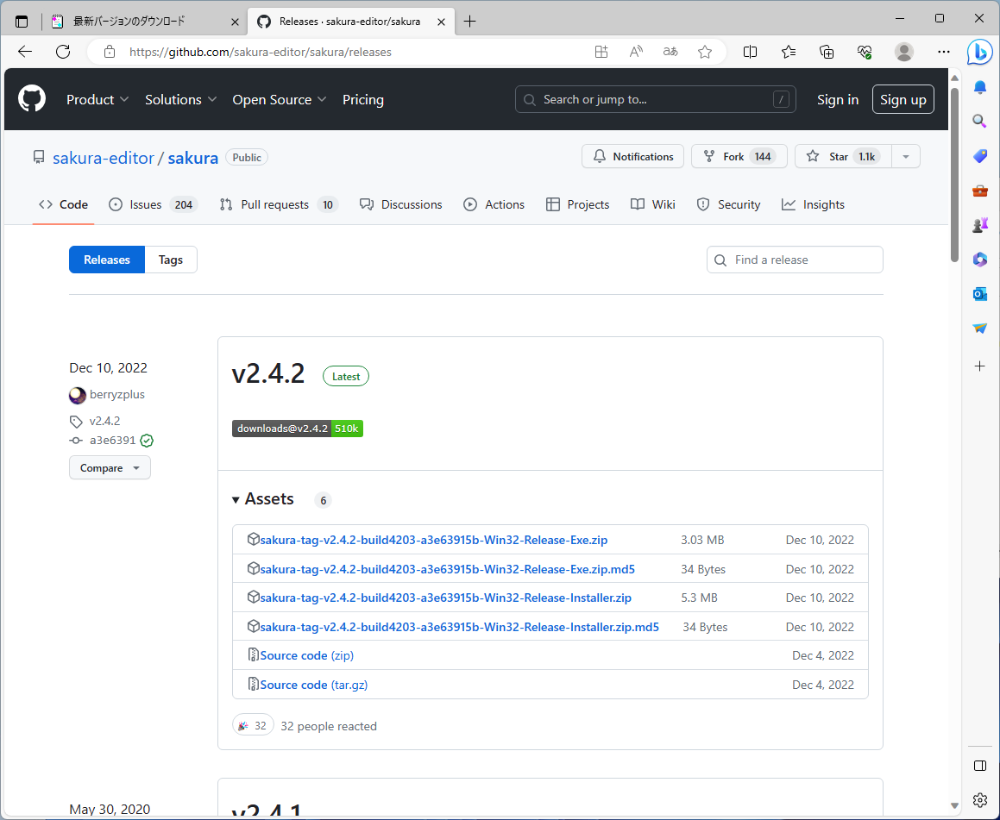 最新バージョンのダウンロード
Releases · sakura-editor/sakura
https://github.com/sakura-editor/sakura/releases
Product Solutions Open Source Pricing Search or jump to... / Sign in Sign up
sakura-editor / sakura Public Notifications Fork 144 Star 1.1k
Code Issues 204 Pull requests 10 Discussions Actions Projects Wiki Security Insights
Releases Tags Find a release
Dec 10, 2022
berryzplus
v2.4.2
a3e6391
Compare
v2.4.2 Latest
downloads@v2.4.2 510k
Assets 6
sakura-tag-v2.4.2-build4203-a3e63915b-Win32-Release-Exe.zip 3.03 MB Dec 10, 2022
sakura-tag-v2.4.2-build4203-a3e63915b-Win32-Release-Exe.zip.md5 34 Bytes Dec 10, 2022
sakura-tag-v2.4.2-build4203-a3e63915b-Win32-Release-Installer.zip 5.3 MB Dec 10, 2022
sakura-tag-v2.4.2-build4203-a3e63915b-Win32-Release-Installer.zip.md5 34 Bytes Dec 10, 2022
Source code (zip) Dec 4, 2022
Source code (tar.gz) Dec 4, 2022
32 32 people reacted
May 30, 2020
v2.4.1